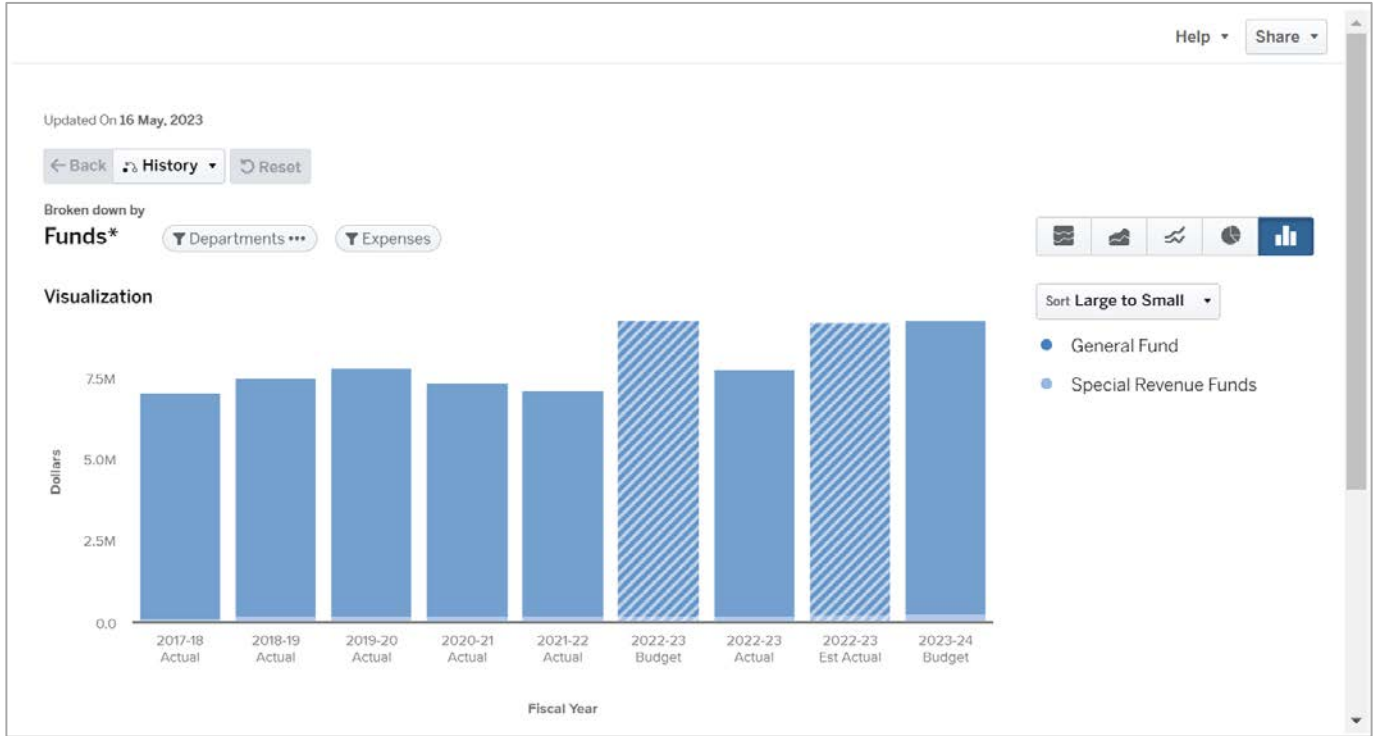 Help
Share
Updated On 16 May, 2023
Back
History
Reset
Broken down by
Funds*
Departments •••
Expenses
Visualization
Sort Large to Small
General Fund
Special Revenue Funds
Dollars
7.5M
5.0M
2.5M
0.0
2017-18
Actual
2018-19
Actual
2019-20
Actual
2020-21
Actual
2021-22
Actual
2022-23
Budget
2022-23
Actual
2022-23
Est Actual
2023-24
Budget
Fiscal Year